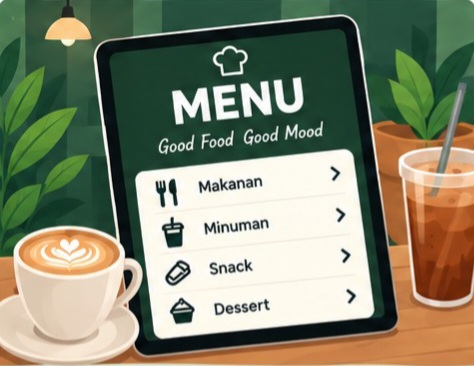 MENU
Good Food Good Mood
Makanan
Minuman
Snack
Dessert